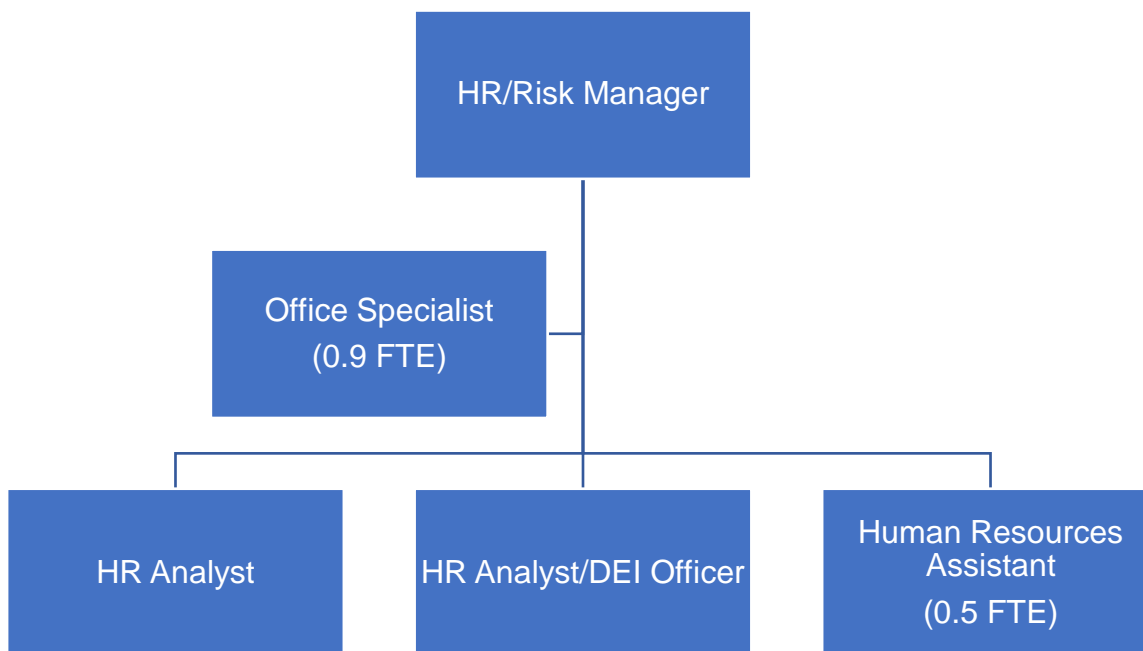 HR/Risk Manager
Office Specialist
(0.9 FTE)
HR Analyst
HR Analyst/DEI Officer
Human Resources
Assistant
(0.5 FTE)